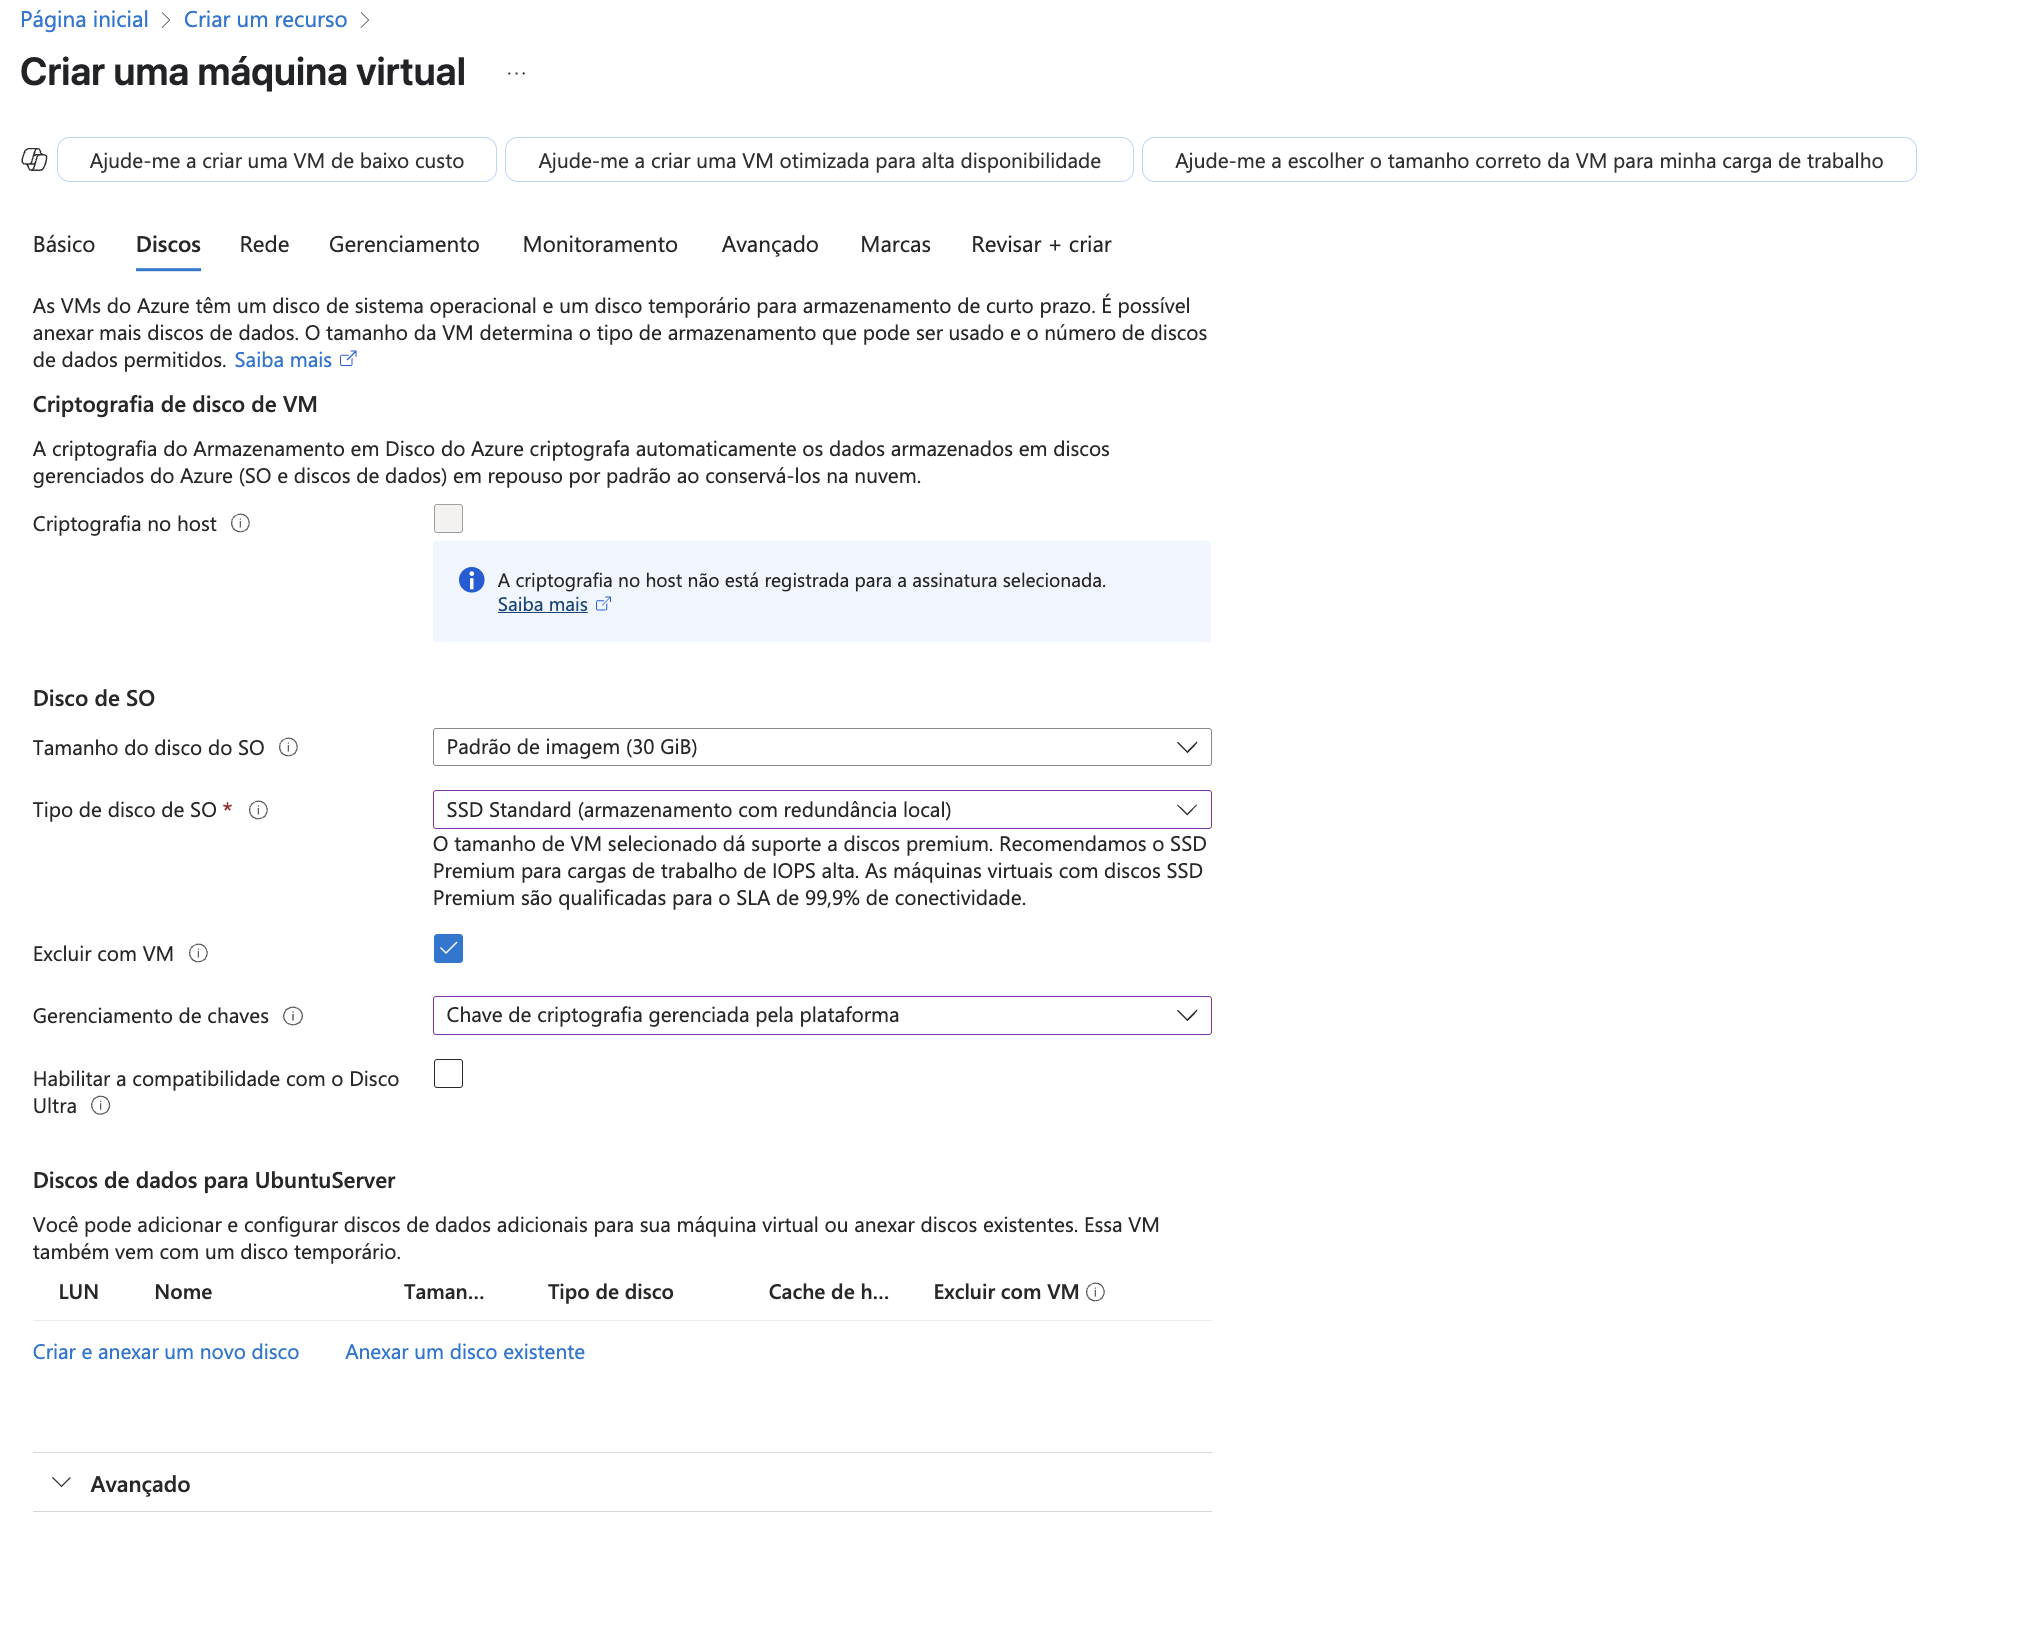 Página inicial > Criar um recurso >
Criar uma máquina virtual ...
Ajude-me a criar uma VM de baixo custo
Ajude-me a criar uma VM otimizada para alta disponibilidade
Ajude-me a escolher o tamanho correto da VM para minha carga de trabalho
Básico Discos Rede Gerenciamento Monitoramento Avançado Marcas Revisar + criar
As VMs do Azure têm um disco de sistema operacional e um disco temporário para armazenamento de curto prazo. É possível
anexar mais discos de dados. O tamanho da VM determina o tipo de armazenamento que pode ser usado e o número de discos
de dados permitidos. Saiba mais
Criptografia de disco de VM
A criptografia do Armazenamento em Disco do Azure criptografa automaticamente os dados armazenados em discos
gerenciados do Azure (SO e discos de dados) em repouso por padrão ao conservá-los na nuvem.
Criptografia no host
A criptografia no host não está registrada para a assinatura selecionada.
Saiba mais
Disco de SO
Tamanho do disco do SO
Padrão de imagem (30 GiB)
Tipo de disco de SO *
SSD Standard (armazenamento com redundância local)
O tamanho de VM selecionado dá suporte a discos premium. Recomendamos o SSD
Premium para cargas de trabalho de IOPS alta. As máquinas virtuais com discos SSD
Premium são qualificadas para o SLA de 99,9% de conectividade.
Excluir com VM
Gerenciamento de chaves
Chave de criptografia gerenciada pela plataforma
Habilitar a compatibilidade com o Disco
Ultra
Discos de dados para UbuntuServer
Você pode adicionar e configurar discos de dados adicionais para sua máquina virtual ou anexar discos existentes. Essa VM
também vem com um disco temporário.
LUN Nome Taman... Tipo de disco Cache de h... Excluir com VM
Criar e anexar um novo disco Anexar um disco existente
Avançado